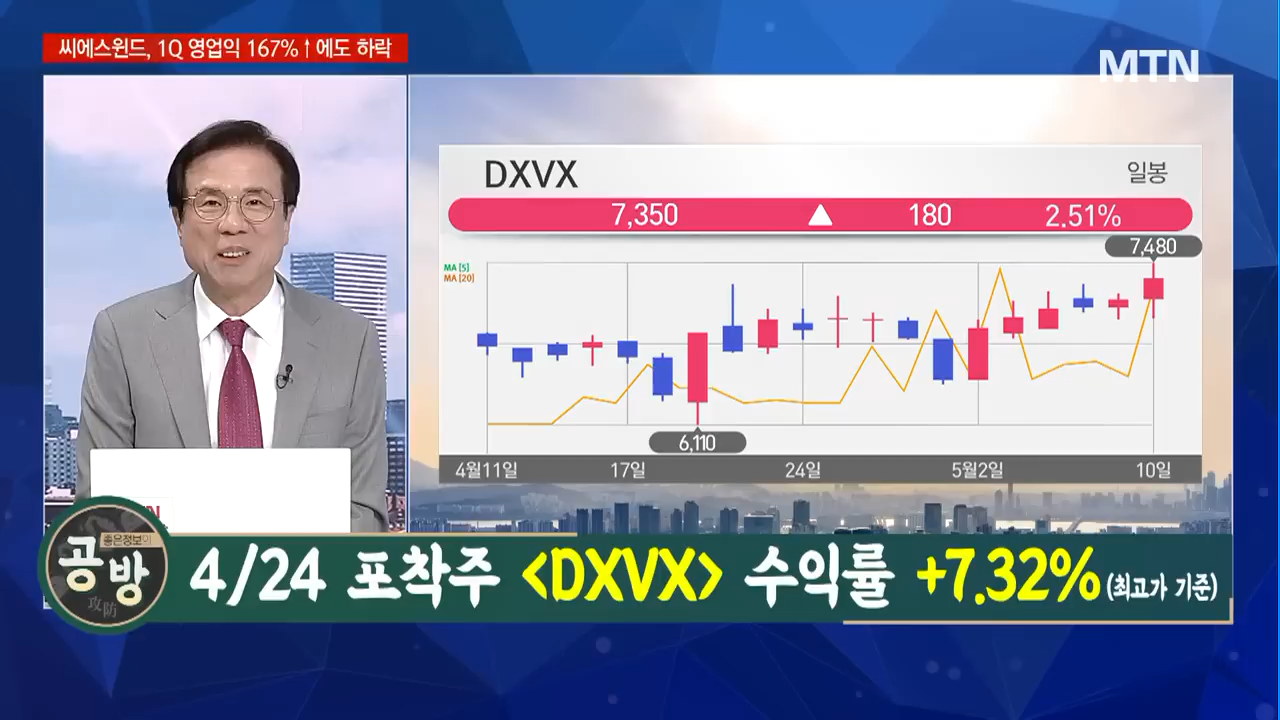 씨에스윈드, 1Q 영업익 167%↑에도 하락
MTN
DXVX
일봉
7,350 ▲ 180 2.51%
7,480
MA [5]
MA [20]
6,110
4월11일 17일 24일 5월2일 10일
좋은정보의
공방
攻防
4/24 포착주 <DXVX> 수익률 +7.32% (최고가 기준)